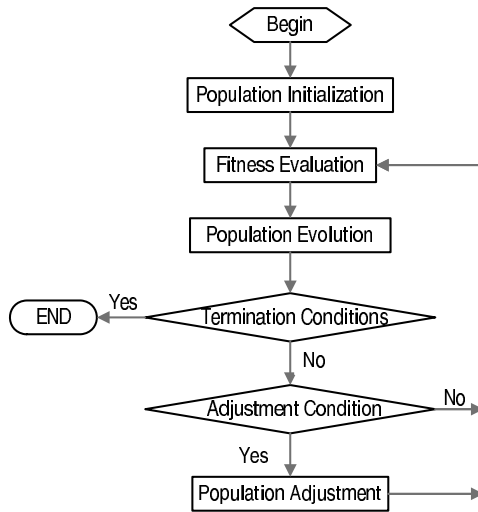 Begin
Population Initialization
Fitness Evaluation
Population Evolution
Termination Conditions
Yes
END
No
Adjustment Condition
No
Yes
Population Adjustment